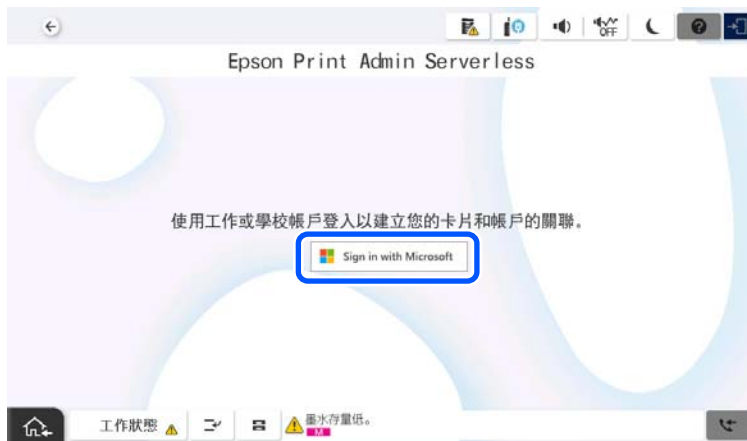 OFF
?
Epson Print Admin Serverless
使用工作或學校帳戶登入以建立您的卡片和帳戶的關聯。
Sign in with Microsoft
工作狀態
墨水存量低。
M